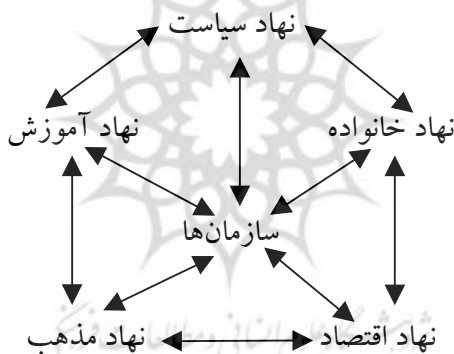 نهاد سیاست
نهاد خانواده
نهاد آموزش
سازمان‌ها
نهاد اقتصاد
نهاد مذهب